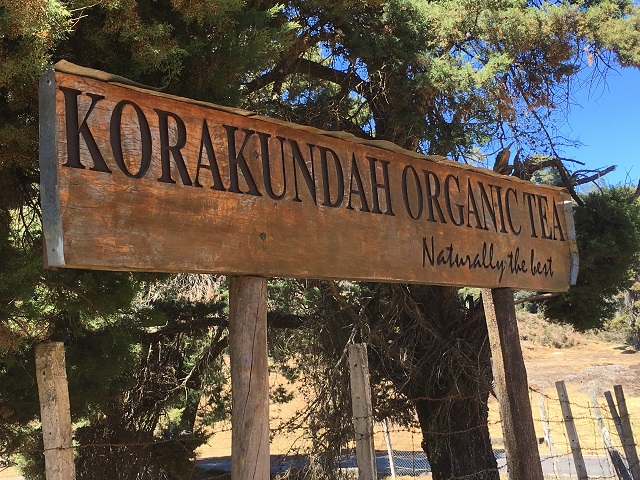 KORAKUNDAH ORGANIC TEA
Naturally the best